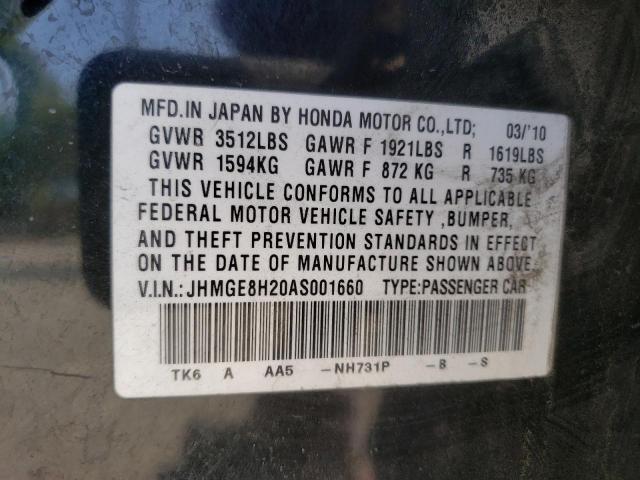 MFD.IN JAPAN BY HONDA MOTOR CO.,LTD; 03/'10
GVWR 3512LBS GAWR F 1921LBS R 1619LBS
GVWR 1594KG GAWR F 872 KG R 735 KG
THIS VEHICLE CONFORMS TO ALL APPLICABLE
FEDERAL MOTOR VEHICLE SAFETY ,BUMPER,
AND THEFT PREVENTION STANDARDS IN EFFECT
ON THE DATE OF MANUFACTURE SHOWN ABOVE.
V.I.N.: JHMGE8H20AS001660 TYPE:PASSENGER CAR
TK6 A AA5 -NH731P -B -S